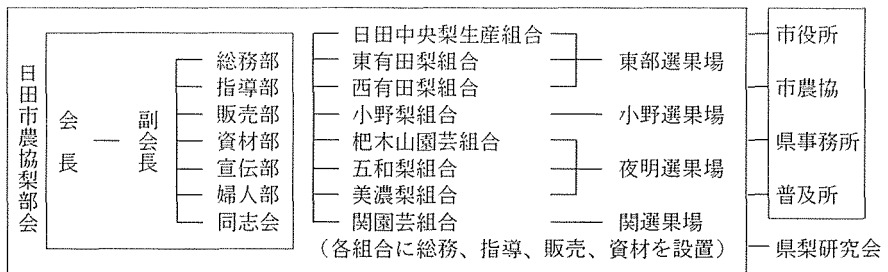 日田市農協梨部会
会長
副会長
総務部
指導部
販売部
資材部
宣伝部
婦人部
同志会
日田中央梨生産組合
東有田梨組合
西有田梨組合
小野梨組合
杷木山園芸組合
五和梨組合
美濃梨組合
関園芸組合
(各組合に総務、指導、販売、資材を設置)
東部選果場
小野選果場
夜明選果場
関選果場
市役所
市農協
県事務所
普及所
県梨研究会